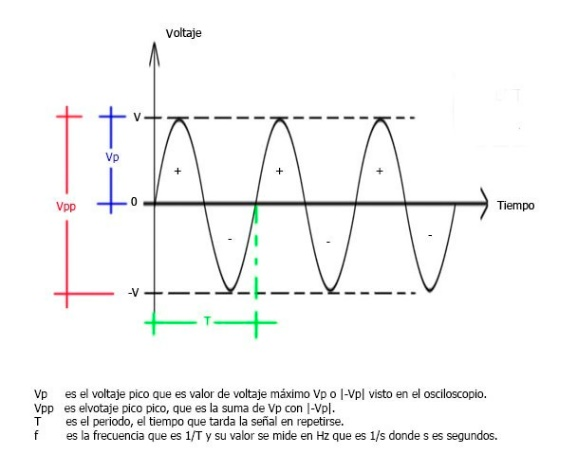 Voltaje
V
Vp
+ + +
Vpp
0
Tiempo
- - -
-V
T
Vp es el voltaje pico que es valor de voltaje máximo Vp o |-Vp| visto en el osciloscopio.
Vpp es elvotaje pico pico, que es la suma de Vp con |-Vp|.
T es el periodo, el tiempo que tarda la señal en repetirse.
f es la frecuencia que es 1/T y su valor se mide en Hz que es 1/s donde s es segundos.